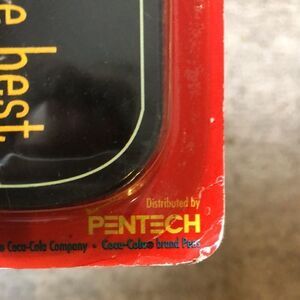 e best.
Distributed by
PENTECH
Coca-Cola Company • Coca-Cola® brand Pens